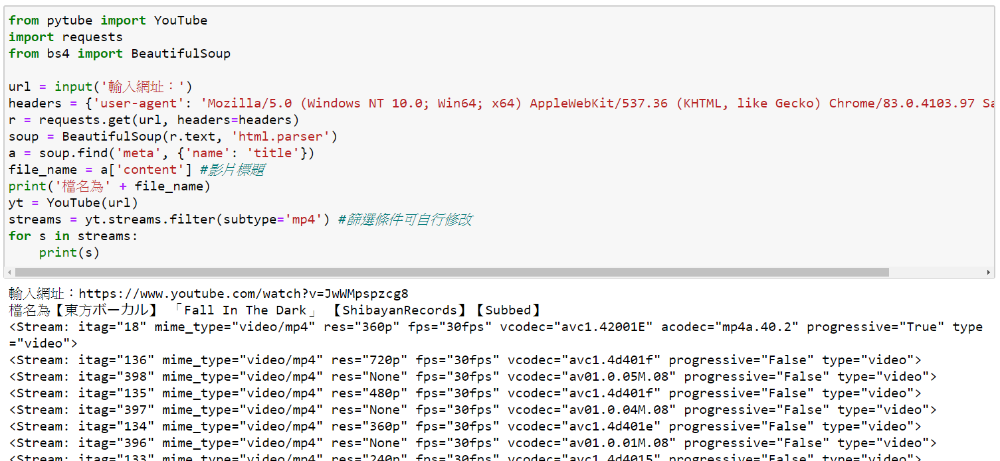 from pytube import YouTube
import requests
from bs4 import BeautifulSoup
url = input('輸入網址：')
headers = {'user-agent': 'Mozilla/5.0 (Windows NT 10.0; Win64; x64) AppleWebKit/537.36 (KHTML, like Gecko) Chrome/83.0.4103.97 Sa
r = requests.get(url, headers=headers)
soup = BeautifulSoup(r.text, 'html.parser')
a = soup.find('meta', {'name': 'title'})
file_name = a['content'] #影片標題
print('檔名為' + file_name)
yt = YouTube(url)
streams = yt.streams.filter(subtype='mp4') #篩選條件可自行修改
for s in streams:
    print(s)
輸入網址：https://www.youtube.com/watch?v=JwWMpspzcg8
檔名為【東方ボーカル】 「Fall In The Dark」 【ShibayanRecords】【Subbed】
<Stream: itag="18" mime_type="video/mp4" res="360p" fps="30fps" vcodec="avc1.42001E" acodec="mp4a.40.2" progressive="True" type
="video">
<Stream: itag="136" mime_type="video/mp4" res="720p" fps="30fps" vcodec="avc1.4d401f" progressive="False" type="video">
<Stream: itag="398" mime_type="video/mp4" res="None" fps="30fps" vcodec="av01.0.05M.08" progressive="False" type="video">
<Stream: itag="135" mime_type="video/mp4" res="480p" fps="30fps" vcodec="avc1.4d401f" progressive="False" type="video">
<Stream: itag="397" mime_type="video/mp4" res="None" fps="30fps" vcodec="av01.0.04M.08" progressive="False" type="video">
<Stream: itag="134" mime_type="video/mp4" res="360p" fps="30fps" vcodec="avc1.4d401e" progressive="False" type="video">
<Stream: itag="396" mime_type="video/mp4" res="None" fps="30fps" vcodec="av01.0.01M.08" progressive="False" type="video">
<Stream: itag="133" mime_type="video/mp4" res="240p" fps="30fps" vcodec="avc1.4d4015" progressive="False" type="video">